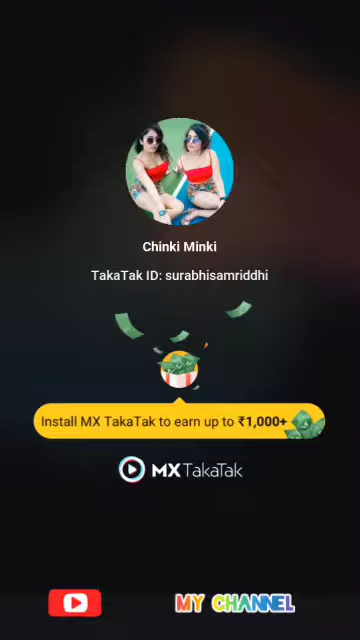 Chinki Minki
TakaTak ID: surabhisamriddhi
Install MX TakaTak to earn up to ₹1,000+
MX TakaTak
MY CHANNEL